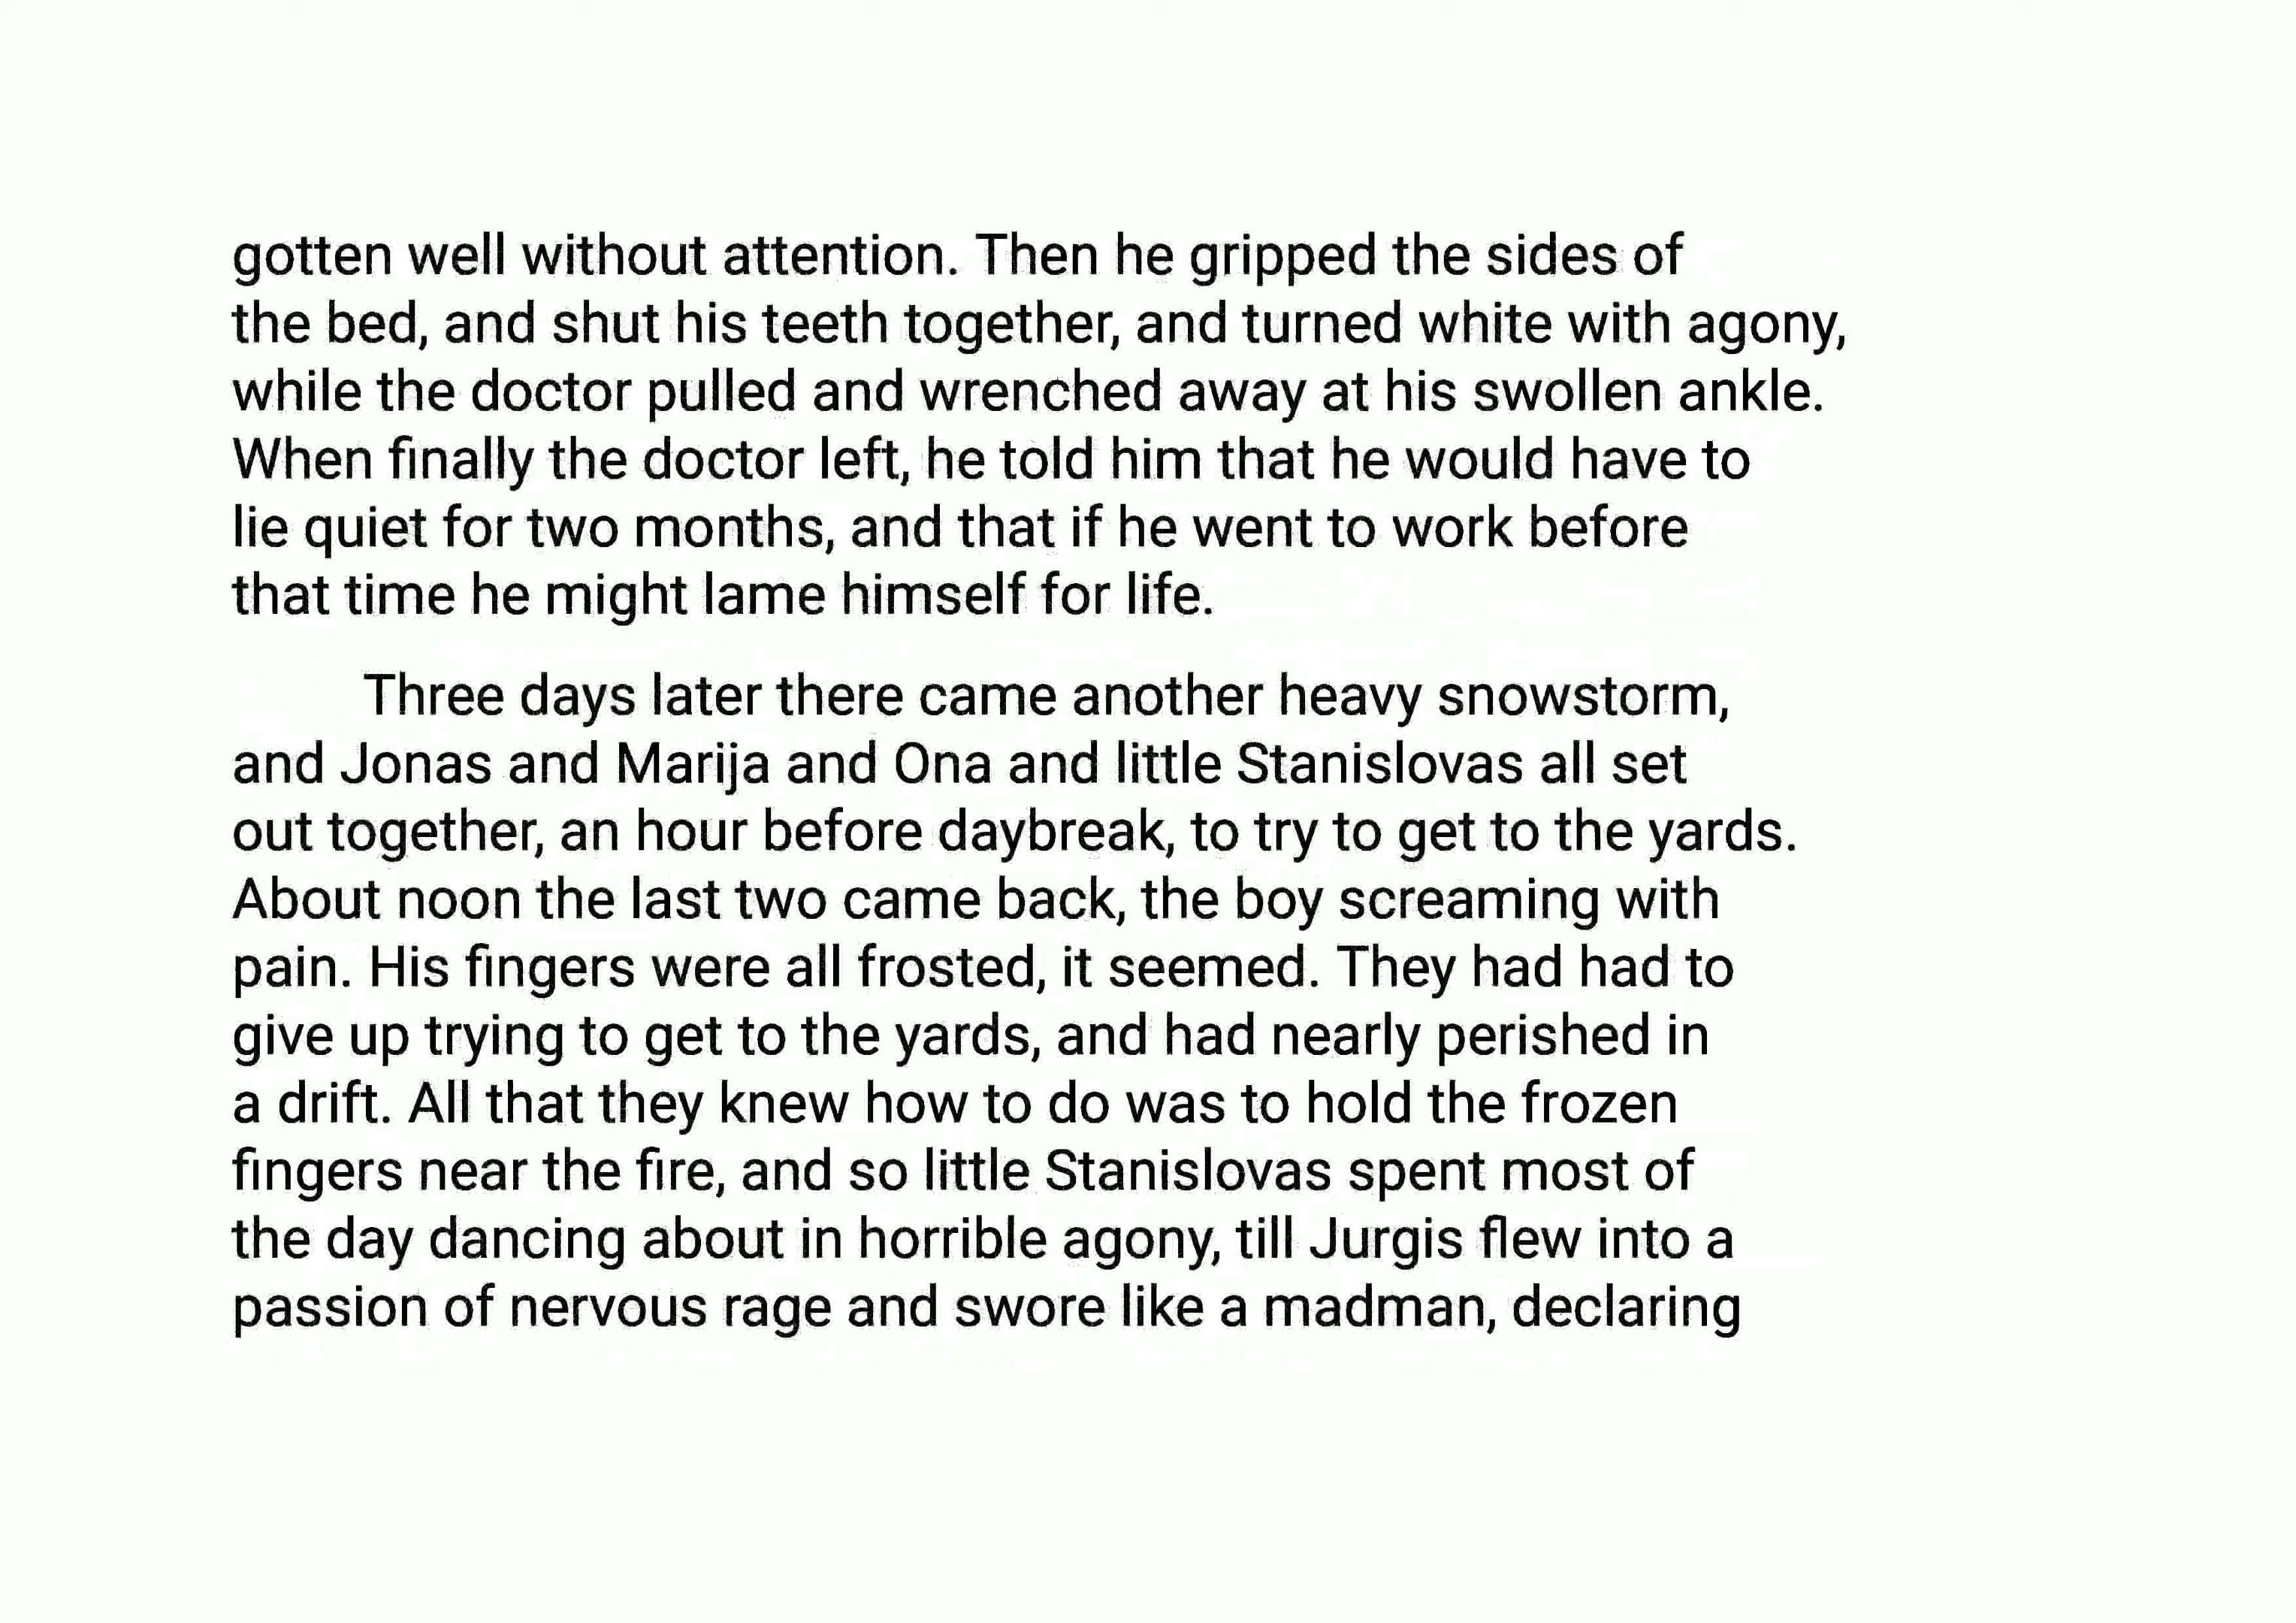 gotten well without attention. Then he gripped the sides of
the bed, and shut his teeth together, and turned white with agony,
while the doctor pulled and wrenched away at his swollen ankle.
When finally the doctor left, he told him that he would have to
lie quiet for two months, and that if he went to work before
that time he might lame himself for life.
Three days later there came another heavy snowstorm,
and Jonas and Marija and Ona and little Stanislovas all set
out together, an hour before daybreak, to try to get to the yards.
About noon the last two came back, the boy screaming with
pain. His fingers were all frosted, it seemed. They had had to
give up trying to get to the yards, and had nearly perished in
a drift. All that they knew how to do was to hold the frozen
fingers near the fire, and so little Stanislovas spent most of
the day dancing about in horrible agony, till Jurgis flew into a
passion of nervous rage and swore like a madman, declaring